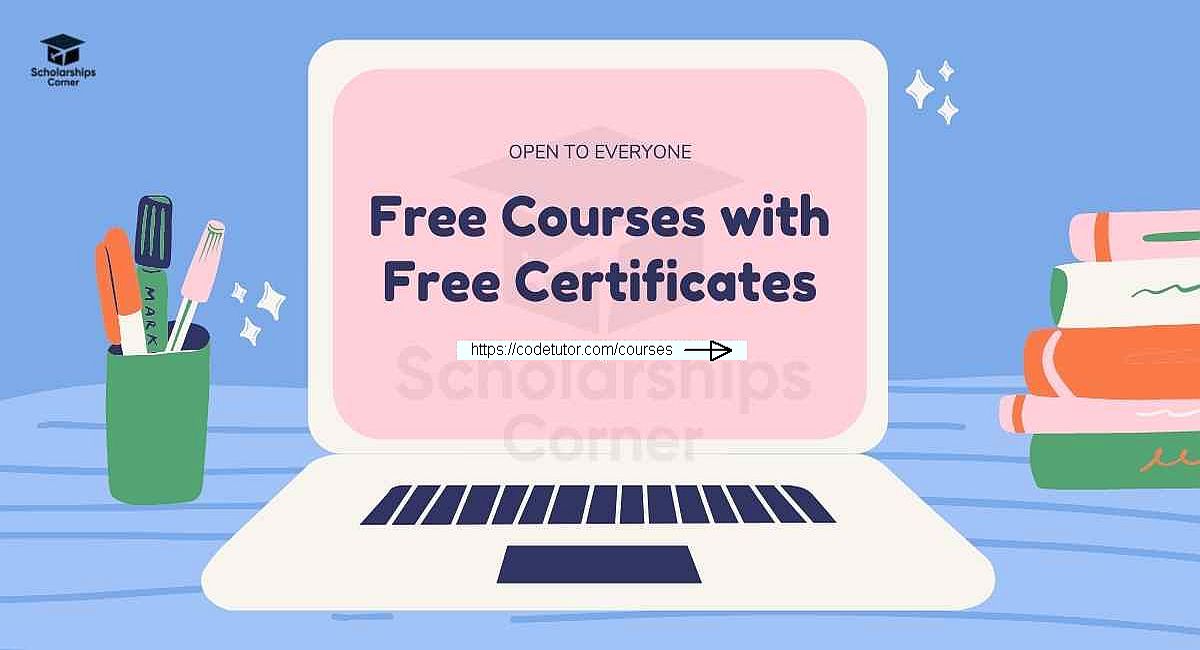 Scholarships
Corner
OPEN TO EVERYONE
Free Courses with
Free Certificates
https://codetutor.com/courses
Scholarships
Corner
MARK